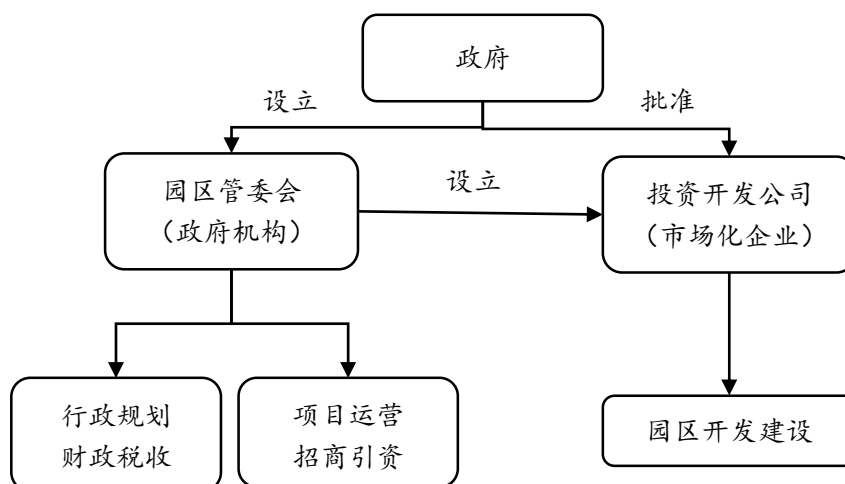 政府
设立
批准
园区管委会
（政府机构）
设立
投资开发公司
（市场化企业）
行政规划
财政税收
项目运营
招商引资
园区开发建设